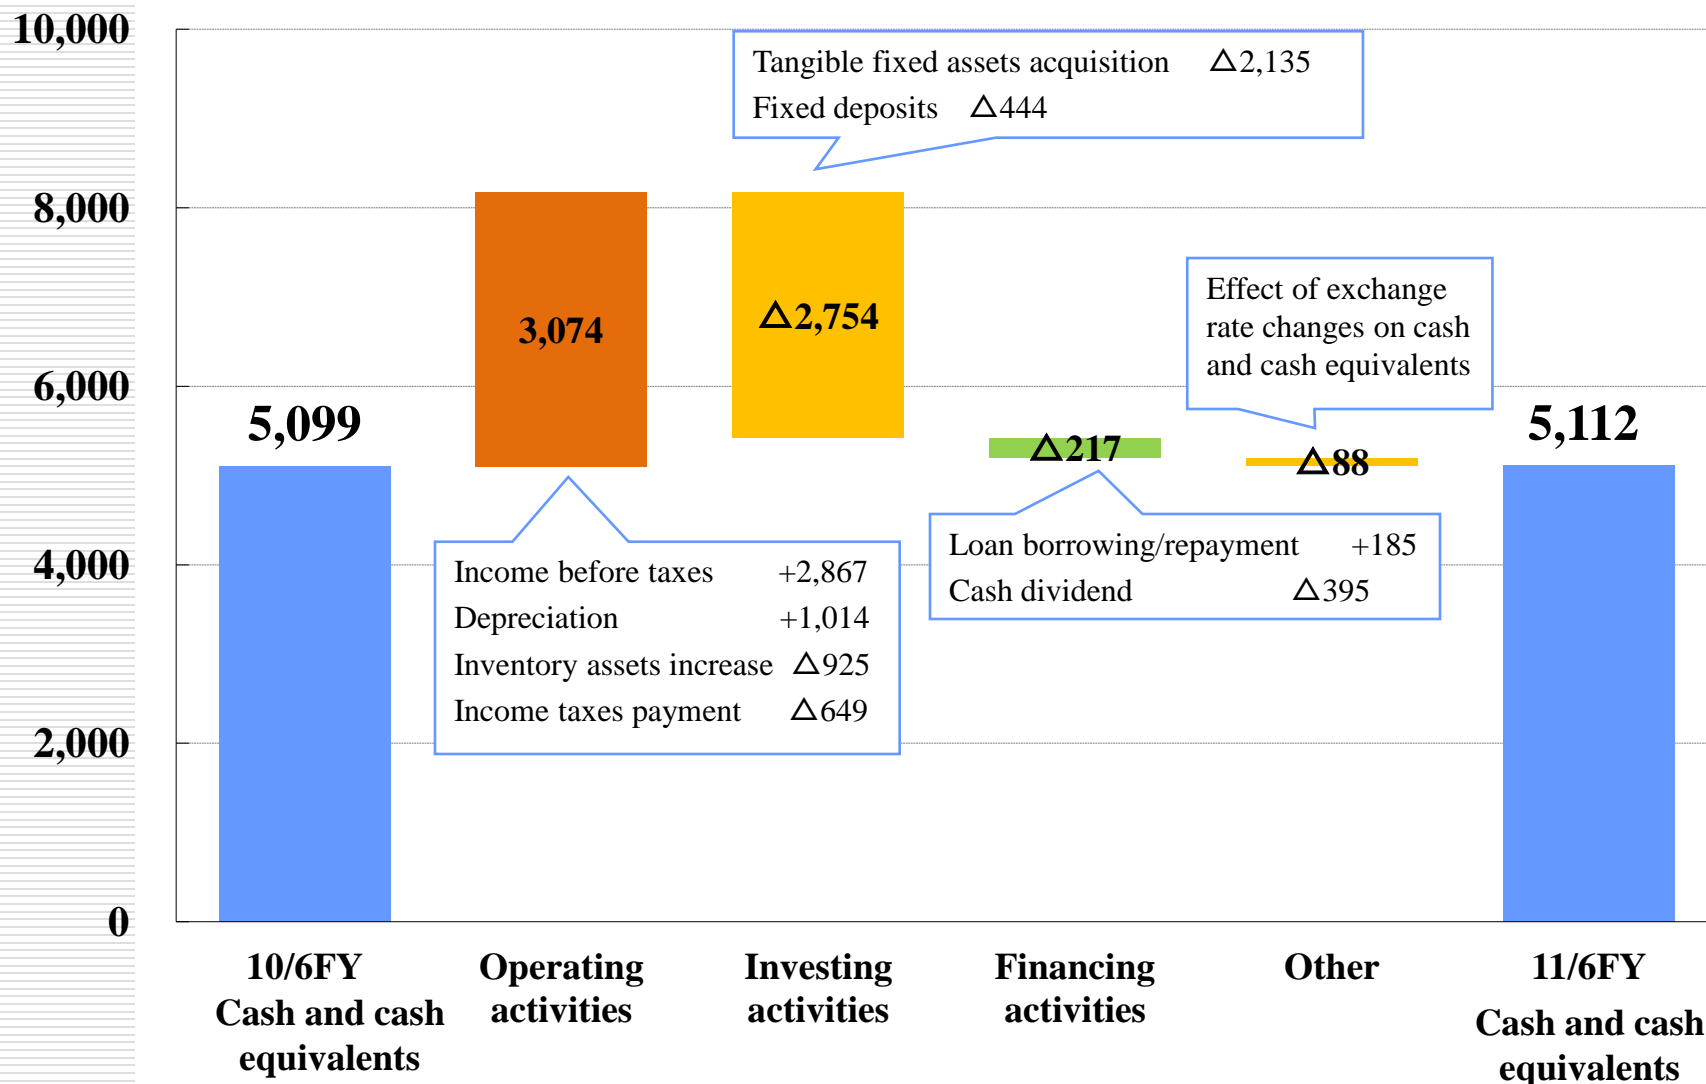 10,000
8,000
6,000
4,000
2,000
0
Tangible fixed assets acquisition △2,135
Fixed deposits △444
Effect of exchange
rate changes on cash
and cash equivalents
5,099
3,074
△2,754
△217
△88
5,112
Income before taxes +2,867
Depreciation +1,014
Inventory assets increase △925
Income taxes payment △649
Loan borrowing/repayment +185
Cash dividend △395
10/6FY
Cash and cash
equivalents
Operating
activities
Investing
activities
Financing
activities
Other
11/6FY
Cash and cash
equivalents